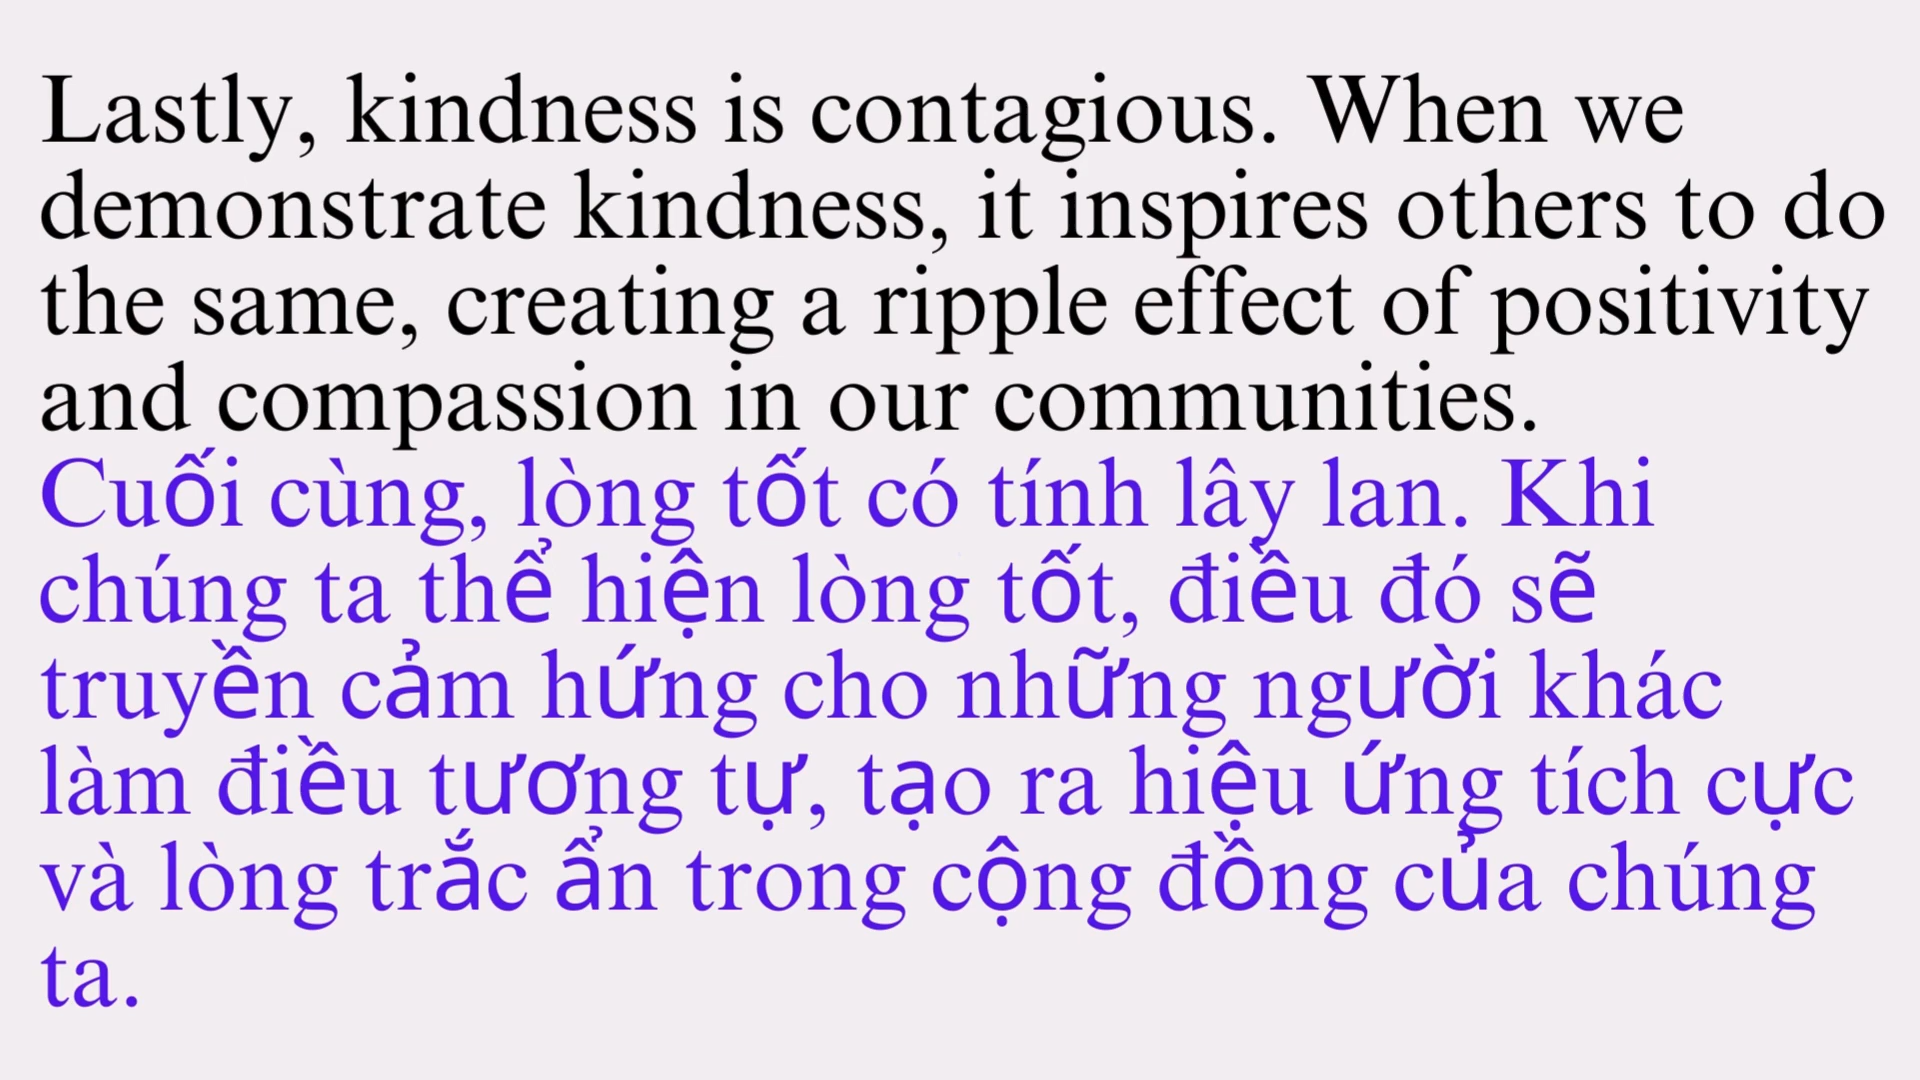 Lastly, kindness is contagious. When we
demonstrate kindness, it inspires others to do
the same, creating a ripple effect of positivity
and compassion in our communities.
Cuối cùng, lòng tốt có tính lây lan. Khi
chúng ta thể hiện lòng tốt, điều đó sẽ
truyền cảm hứng cho những người khác
làm điều tương tự, tạo ra hiệu ứng tích cực
và lòng trắc ẩn trong cộng đồng của chúng
ta.